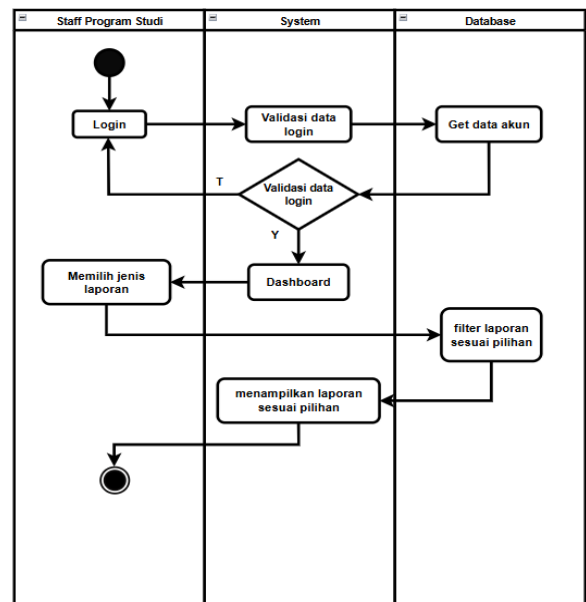 Staff Program Studi
System
Database
Login
Validasi data
login
Get data akun
T
Validasi data
login
Y
Memilih jenis
laporan
Dashboard
filter laporan
sesuai pilihan
menampilkan laporan
sesuai pilihan